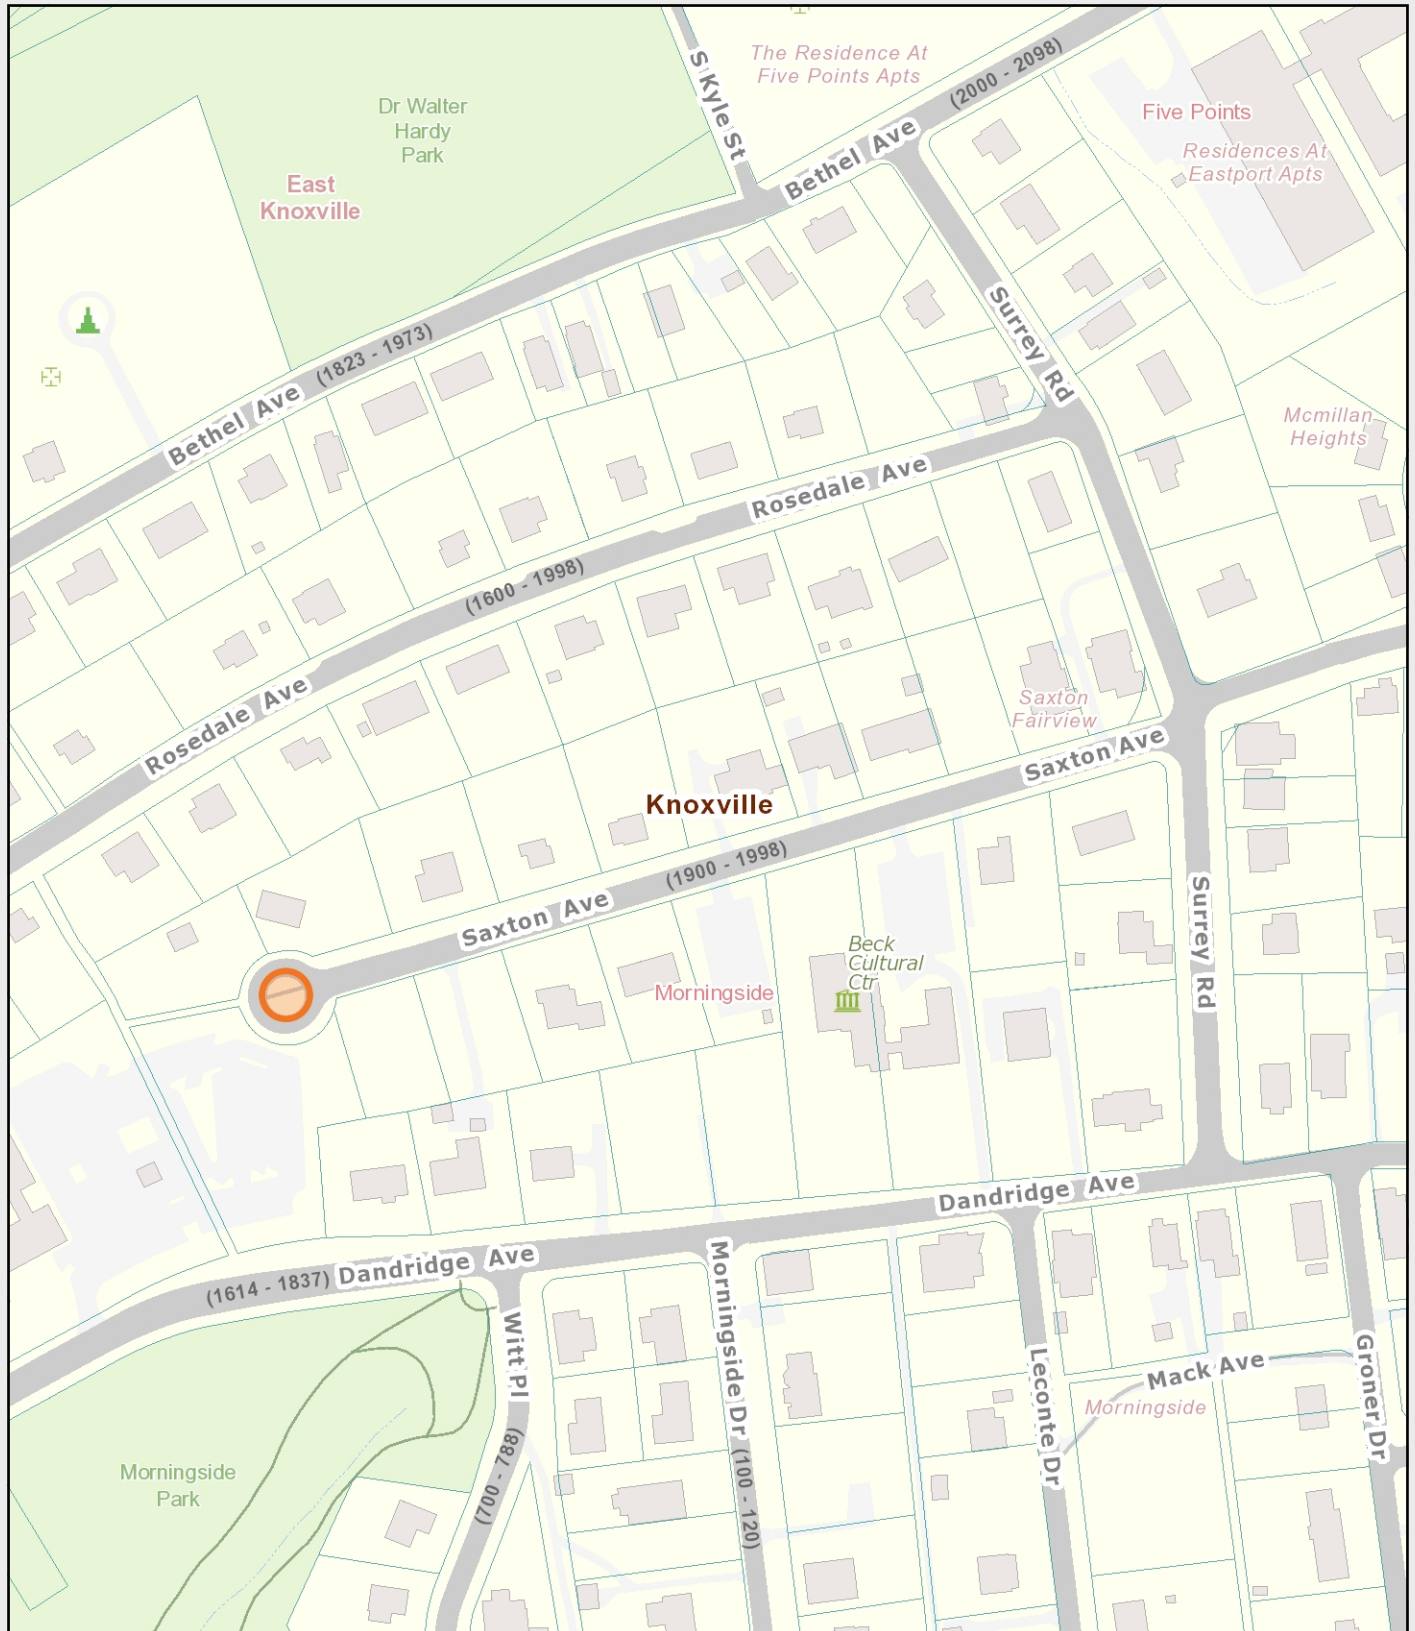 S Kyle St
The Residence At
Five Points Apts
(2000 - 2098)
Five Points
Residences At
Eastport Apts
Dr Walter
Hardy
Park
Bethel Ave
East
Knoxville
Surrey Rd
(1823 - 1973)
Bethel Ave
Mcmillan
Heights
Rosedale Ave
(1600 - 1998)
Rosedale Ave
Saxton
Fairview
Saxton Ave
Knoxville
(1900 - 1998)
Saxton Ave
Surrey Rd
Beck
Cultural
Ctr
Morningside
Dandridge Ave
Dandridge Ave
(1614 - 1837)
Witt Pl
(700 - 788)
Morningside Dr
(100 - 120)
Leconte Dr
Mack Ave
Groner Dr
Morningside
Morningside
Park